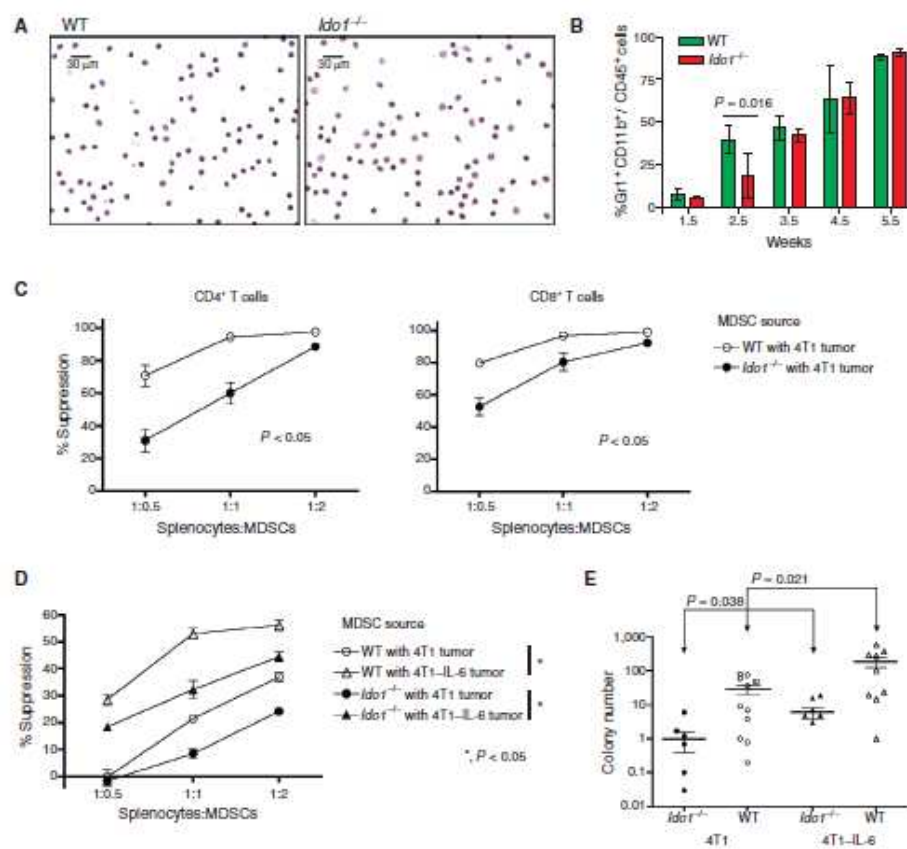 A
WT
Ido1⁻/⁻
30 μm
30 μm
B
WT
Ido1⁻/⁻
%Gr1⁺ CD11b⁺/ CD45⁺ cells
100
75
50
25
0
P = 0.016
1.5 2.5 3.5 4.5 5.5
Weeks
C
CD4⁺ T cells
% Suppression
100
80
60
40
20
0
P < 0.05
1:0.5 1:1 1:2
Splenocytes:MDSCs
CD8⁺ T cells
100
80
60
40
20
0
P < 0.05
1:0.5 1:1 1:2
Splenocytes:MDSCs
MDSC source
WT with 4T1 tumor
Ido1⁻/⁻ with 4T1 tumor
D
% Suppression
60
50
40
30
20
10
0
1:0.5 1:1 1:2
Splenocytes:MDSCs
MDSC source
WT with 4T1 tumor
WT with 4T1–IL-6 tumor
*
Ido1⁻/⁻ with 4T1 tumor
Ido1⁻/⁻ with 4T1–IL-6 tumor
*
*, P < 0.05
E
P = 0.021
P = 0.038
Colony number
1,000
100
10
1
0.1
0.01
Ido1⁻/⁻ WT Ido1⁻/⁻ WT
4T1 4T1–IL-6